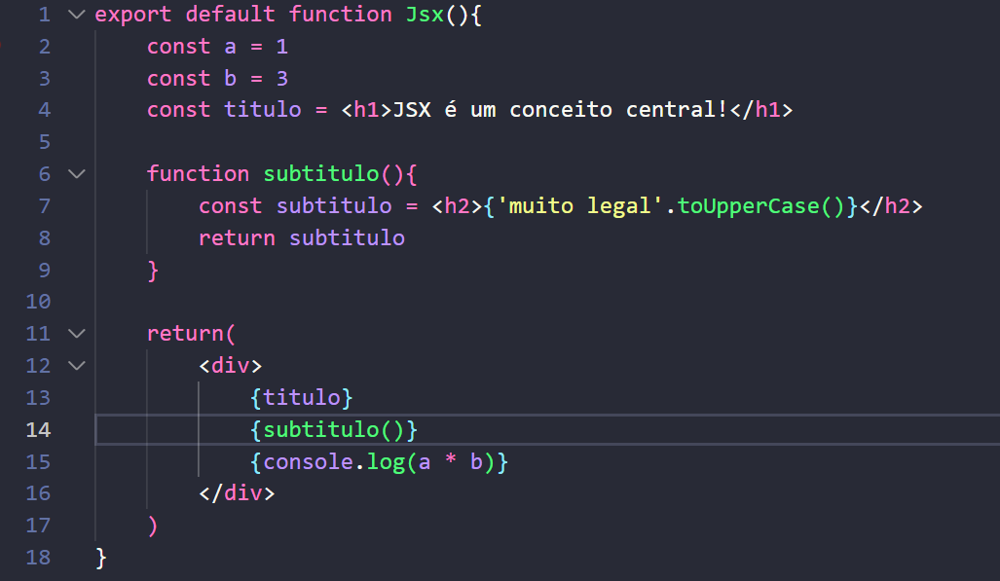 1 export default function Jsx(){
2 const a = 1
3 const b = 3
4 const titulo = <h1>JSX é um conceito central!</h1>
5
6 function subtitulo(){
7 const subtitulo = <h2>{'muito legal'.toUpperCase()}</h2>
8 return subtitulo
9 }
10
11 return(
12 <div>
13 {titulo}
14 {subtitulo()}
15 {console.log(a * b)}
16 </div>
17 )
18 }